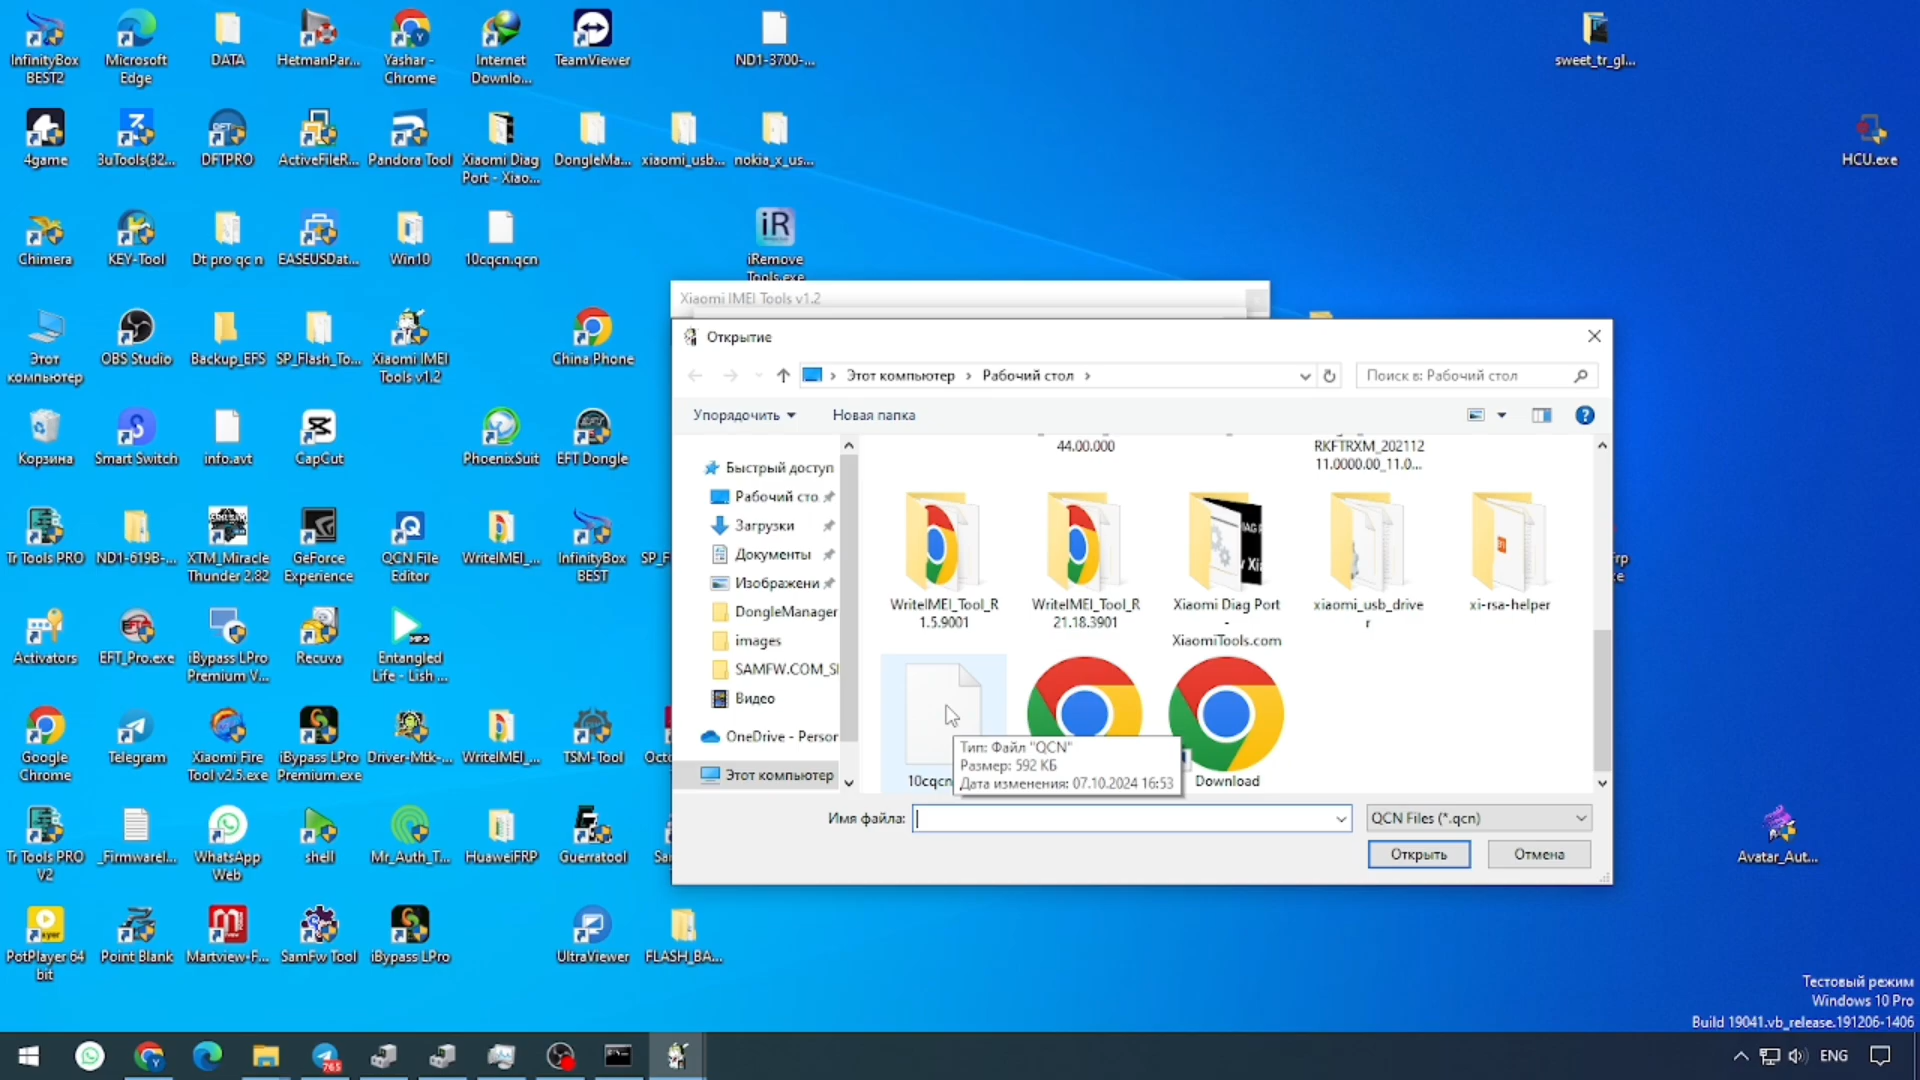 InfinityBox
BEST2
Microsoft
Edge
DATA
HetmanPar...
Yashar -
Chrome
Internet
Downlo...
TeamViewer
ND1-3700-...
sweet_tr_gl...
4game
3uTools(32...
DFTPRO
ActiveFileR...
Pandora Tool
Xiaomi Diag
Port - Xiao...
DongleMa...
xiaomi_usb...
nokia_x_us...
HCU.exe
Chimera
KEY-Tool
Dt pro qc n
EASEUSDat...
Win10
10cqcn.qcn
iR
iRemove
Tools.exe
Этот
компьютер
OBS Studio
Backup_EFS
SP_Flash_To...
Xiaomi IMEI
Tools v1.2
China Phone
Корзина
Smart Switch
info.avt
CapCut
PhoenixSuit
EFT Dongle
Tr Tools PRO
ND1-619B-...
XTM_Miracle
Thunder 2.82
GeForce
Experience
QCN File
Editor
WriteIMEI_...
InfinityBox
BEST
SP_F
Activators
EFT_Pro.exe
iBypass LPro
Premium V...
Recuva
Entangled
Life - Lish ...
Google
Chrome
Telegram
Xiaomi Fire
Tool v2.5.exe
iBypass LPro
Premium.exe
Driver-Mtk-...
WriteIMEI_...
TSM-Tool
Octo
Tr Tools PRO
V2
_Firmwarel...
WhatsApp
Web
shell
Mr_Auth_T...
HuaweiFRP
Guerratool
Sar
PotPlayer 64
bit
Point Blank
Martview-F...
SamFw Tool
iBypass LPro
UltraViewer
FLASH_BA...
Avatar_Aut...
Xiaomi IMEI Tools v1.2
Открытие
Этот компьютер › Рабочий стол ›
Поиск в: Рабочий стол
Упорядочить
Новая папка
Быстрый доступ
Рабочий сто
Загрузки
Документы
Изображени
DongleManager
images
SAMFW.COM_S
Видео
OneDrive - Person
Этот компьютер
44.00.000
RKFTRXM_202112
11.0000.00_11.0...
WriteIMEI_Tool_R
1.5.9001
WriteIMEI_Tool_R
21.18.3901
Xiaomi Diag Port
-
XiaomiTools.com
xiaomi_usb_drive
r
xi-rsa-helper
10cqcn
Download
Тип: Файл "QCN"
Размер: 592 КБ
Дата изменения: 07.10.2024 16:53
Имя файла:
QCN Files (*.qcn)
Открыть
Отмена
Тестовый режим
Windows 10 Pro
Build 19041.vb_release.191206-1406
765
ENG